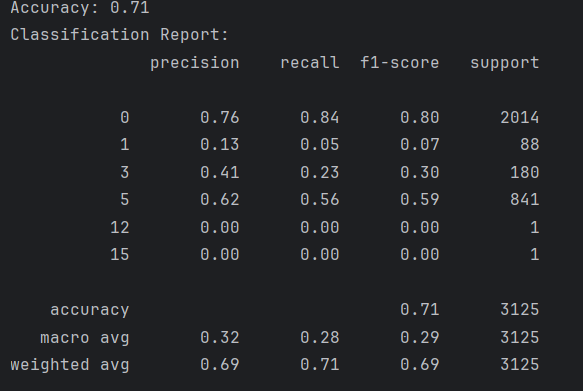 Accuracy: 0.71
Classification Report:
precision recall f1-score support
0 0.76 0.84 0.80 2014
1 0.13 0.05 0.07 88
3 0.41 0.23 0.30 180
5 0.62 0.56 0.59 841
12 0.00 0.00 0.00 1
15 0.00 0.00 0.00 1
accuracy 0.71 3125
macro avg 0.32 0.28 0.29 3125
weighted avg 0.69 0.71 0.69 3125